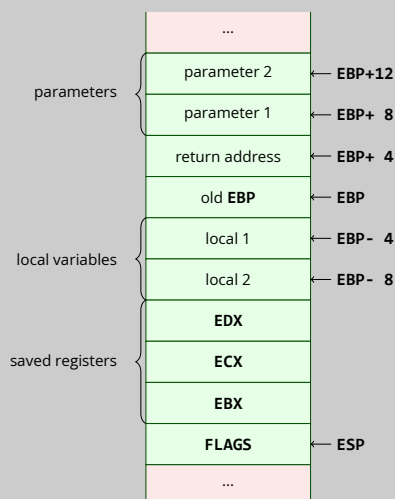 ...
parameter 2 EBP+12
parameters
parameter 1 EBP+ 8
return address EBP+ 4
old EBP EBP
local 1 EBP- 4
local variables
local 2 EBP- 8
EDX
saved registers ECX
EBX
FLAGS ESP
...